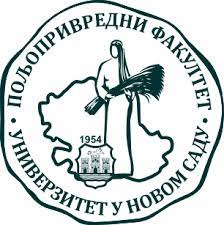 ПОЉОПРИВРЕДНИ ФАКУЛТЕТ
УНИВЕРЗИТЕТ У НОВОМ САДУ
1954